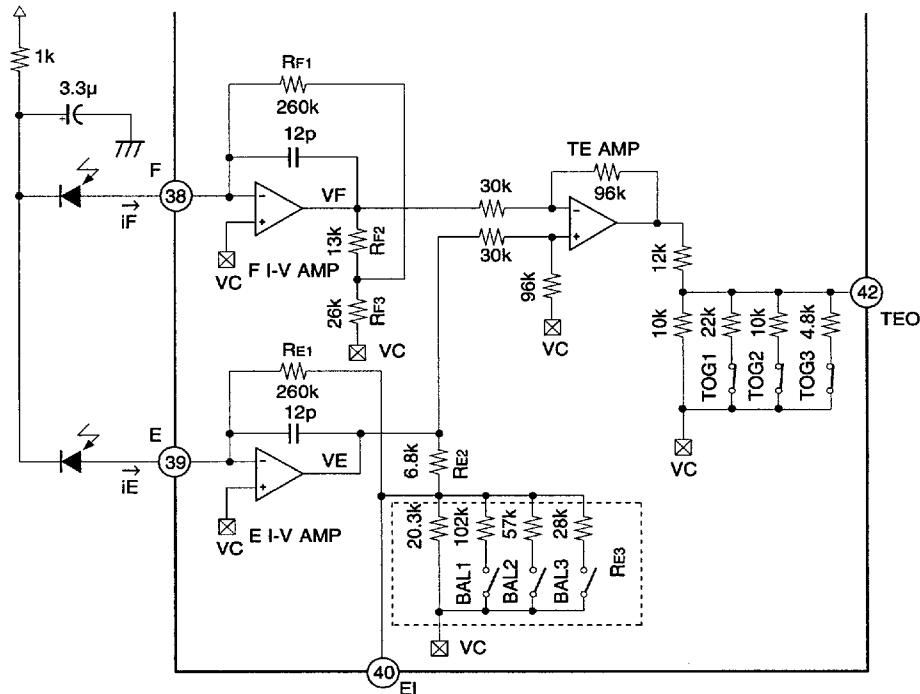 1k
3.3μ
+
RF1
260k
12p
F
38
iF
VF
F I-V AMP
VC
13k
RF2
26k
RF3
VC
30k
30k
TE AMP
96k
96k
VC
12k
42
TEO
10k
22k
10k
4.8k
TOG1
TOG2
TOG3
VC
RE1
260k
12p
E
39
iE
VE
E I-V AMP
VC
6.8k
RE2
20.3k
102k
57k
28k
BAL1
BAL2
BAL3
RE3
VC
40
EI